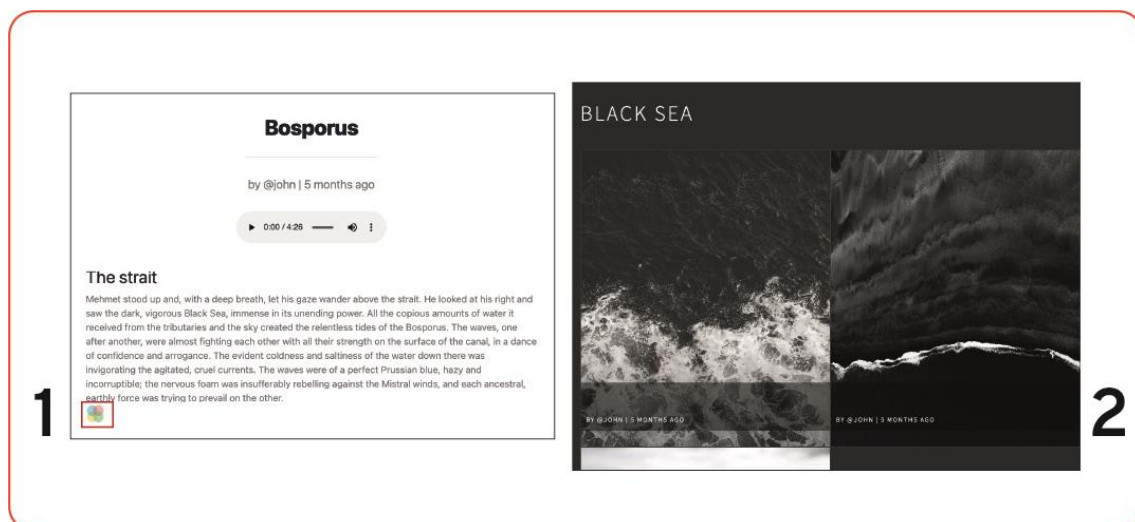 Bosporus
by @john | 5 months ago
0:00 / 4:26
The strait
Mehmet stood up and, with a deep breath, let his gaze wander above the strait. He looked at his right and
saw the dark, vigorous Black Sea, immense in its unending power. All the copious amounts of water it
received from the tributaries and the sky created the relentless tides of the Bosporus. The waves, one
after another, were almost fighting each other with all their strength on the surface of the canal, in a dance
of confidence and arrogance. The evident coldness and saltiness of the water down there was
invigorating the agitated, cruel currents. The waves were of a perfect Prussian blue, hazy and
incorruptible; the nervous foam was insufferably rebelling against the Mistral winds, and each ancestral,
earthly force was trying to prevail on the other.
1
BLACK SEA
BY @JOHN | 5 MONTHS AGO
BY @JOHN | 5 MONTHS AGO
2